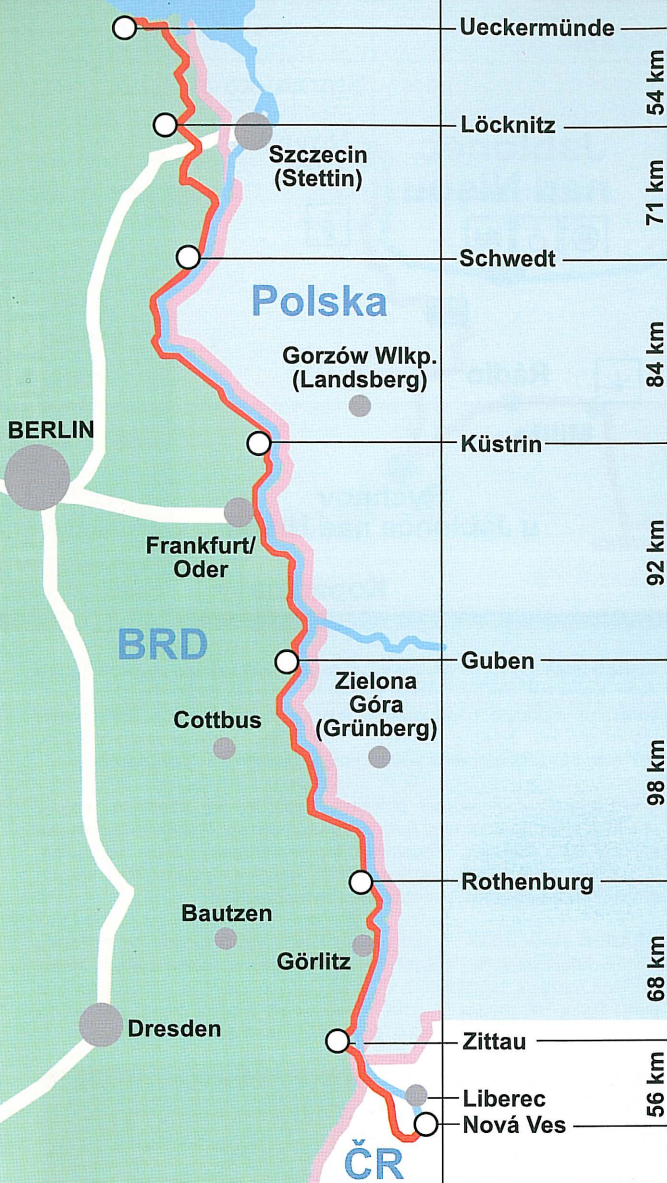 Ueckermünde
54 km
Löcknitz
Szczecin
(Stettin)
71 km
Schwedt
Polska
Gorzów Wlkp.
(Landsberg)
84 km
BERLIN
Küstrin
Frankfurt/
Oder
92 km
BRD
Guben
Zielona
Góra
(Grünberg)
Cottbus
98 km
Rothenburg
Bautzen
Görlitz
68 km
Dresden
Zittau
56 km
Liberec
Nová Ves
ČR